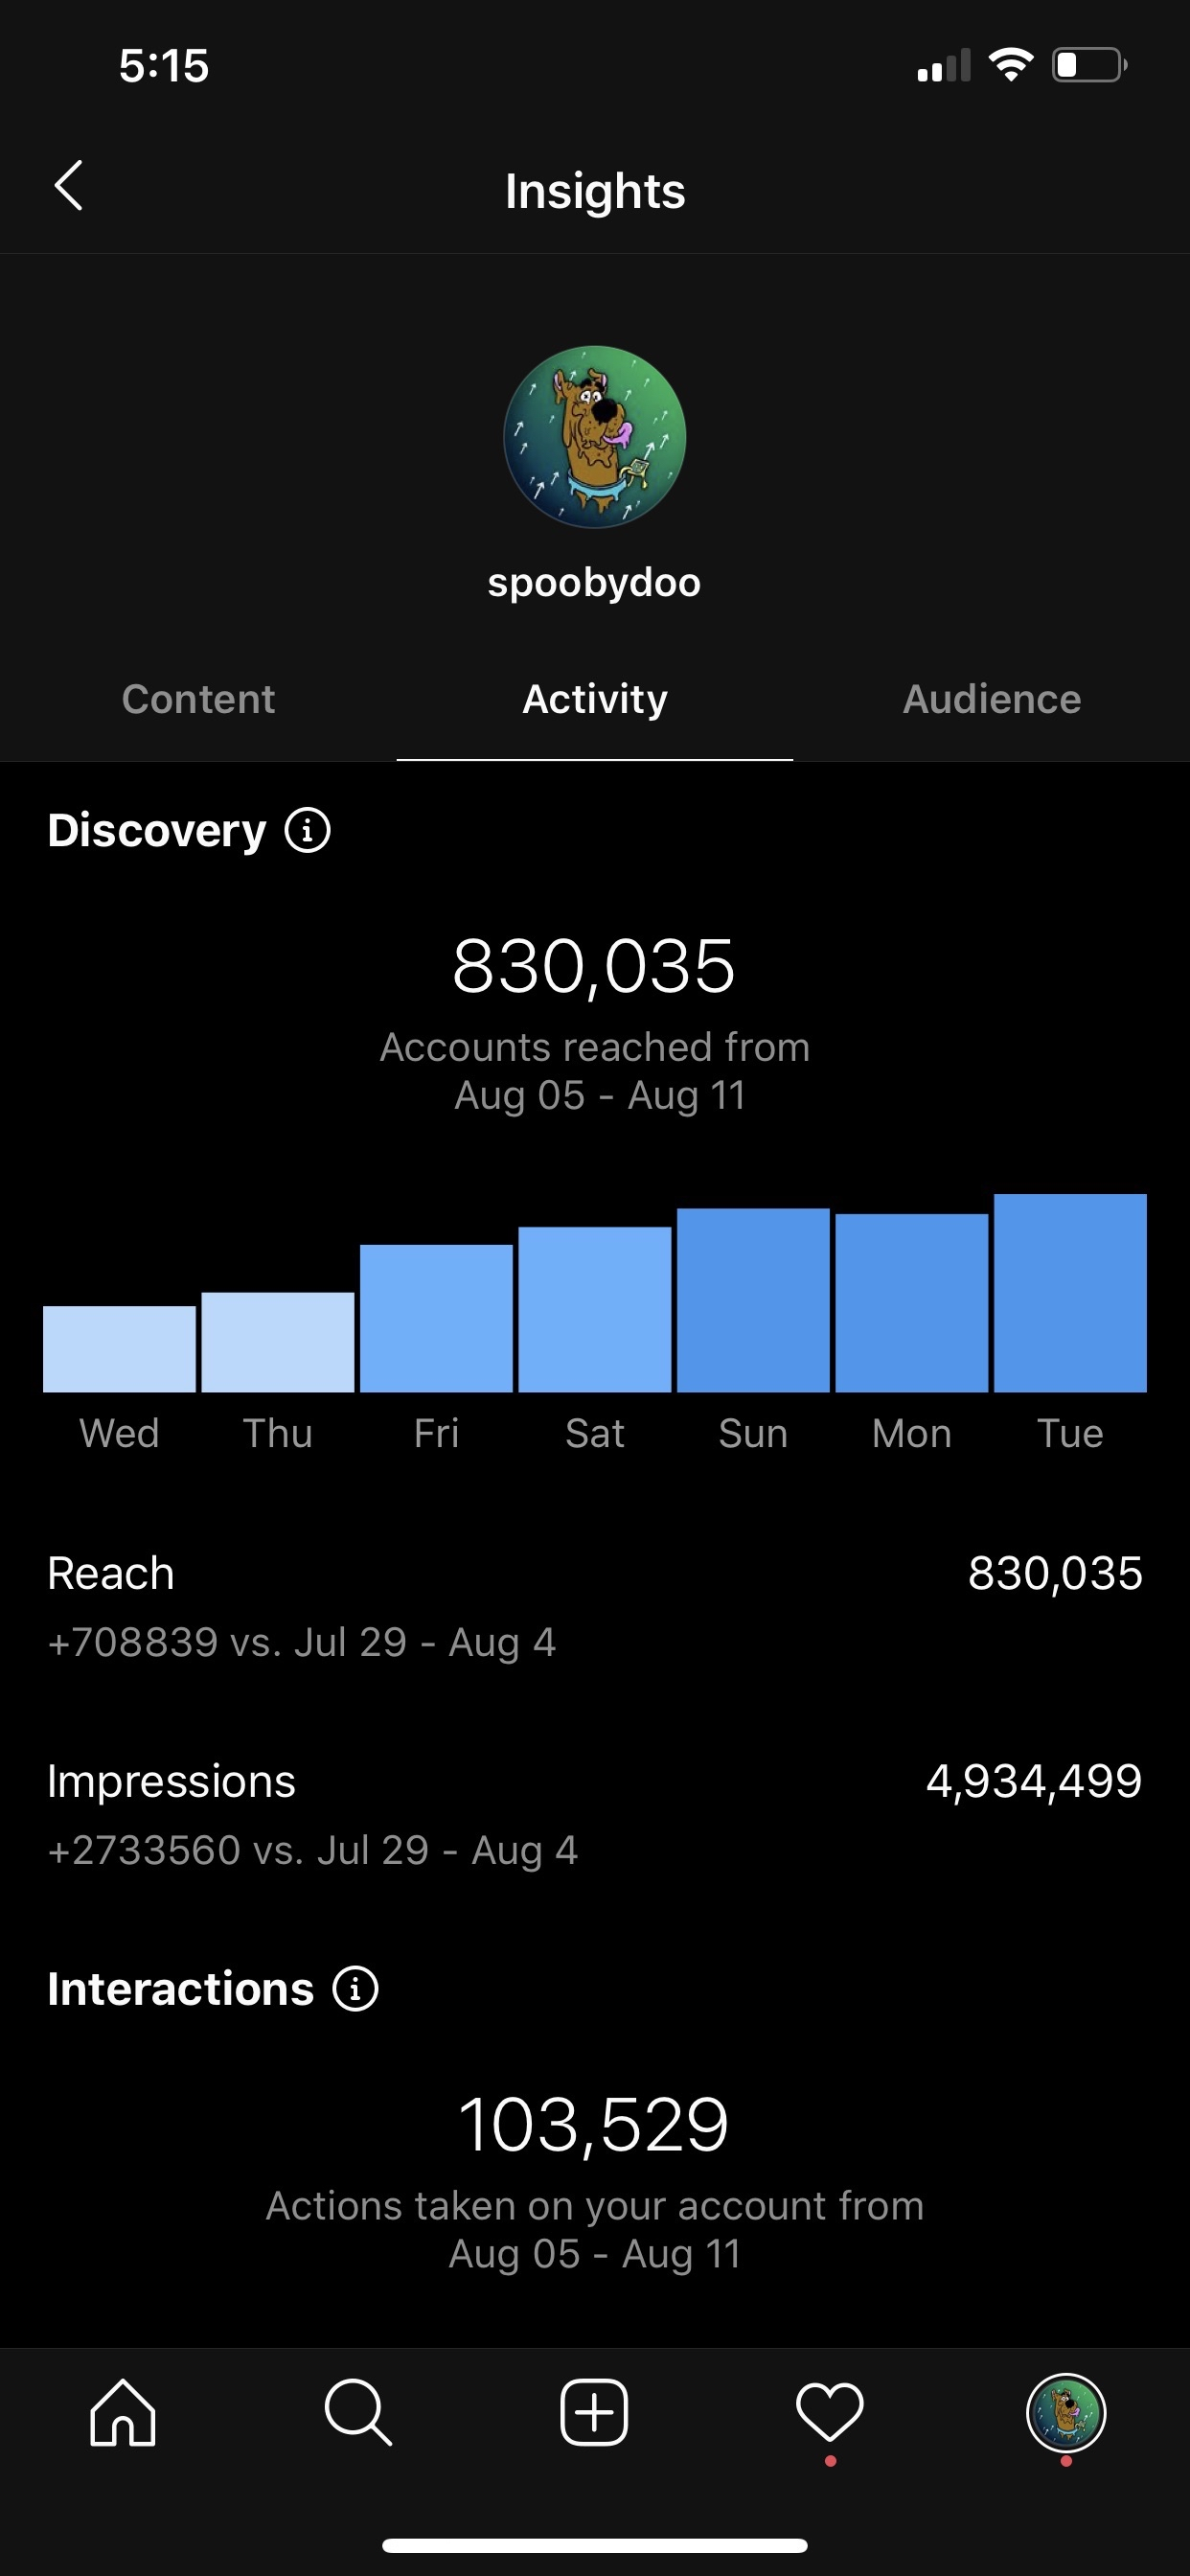 5:15
Insights
spoobydoo
Content Activity Audience
Discovery
830,035
Accounts reached from
Aug 05 - Aug 11
Wed Thu Fri Sat Sun Mon Tue
Reach 830,035
+708839 vs. Jul 29 - Aug 4
Impressions 4,934,499
+2733560 vs. Jul 29 - Aug 4
Interactions
103,529
Actions taken on your account from
Aug 05 - Aug 11